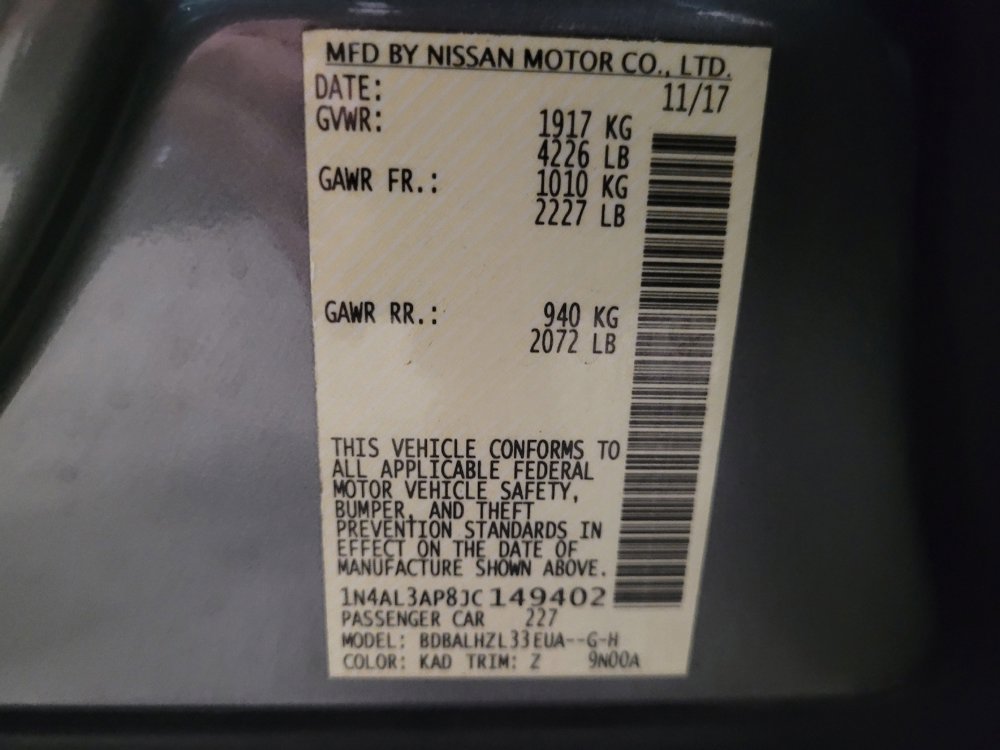 MFD BY NISSAN MOTOR CO., LTD.
DATE: 11/17
GVWR: 1917 KG
4226 LB
GAWR FR.: 1010 KG
2227 LB
GAWR RR.: 940 KG
2072 LB
THIS VEHICLE CONFORMS TO
ALL APPLICABLE FEDERAL
MOTOR VEHICLE SAFETY,
BUMPER, AND THEFT
PREVENTION STANDARDS IN
EFFECT ON THE DATE OF
MANUFACTURE SHOWN ABOVE.
1N4AL3AP8JC149402
PASSENGER CAR 227
MODEL: BDBALHZL33EUA--G-H
COLOR: KAD TRIM: Z 9N00A